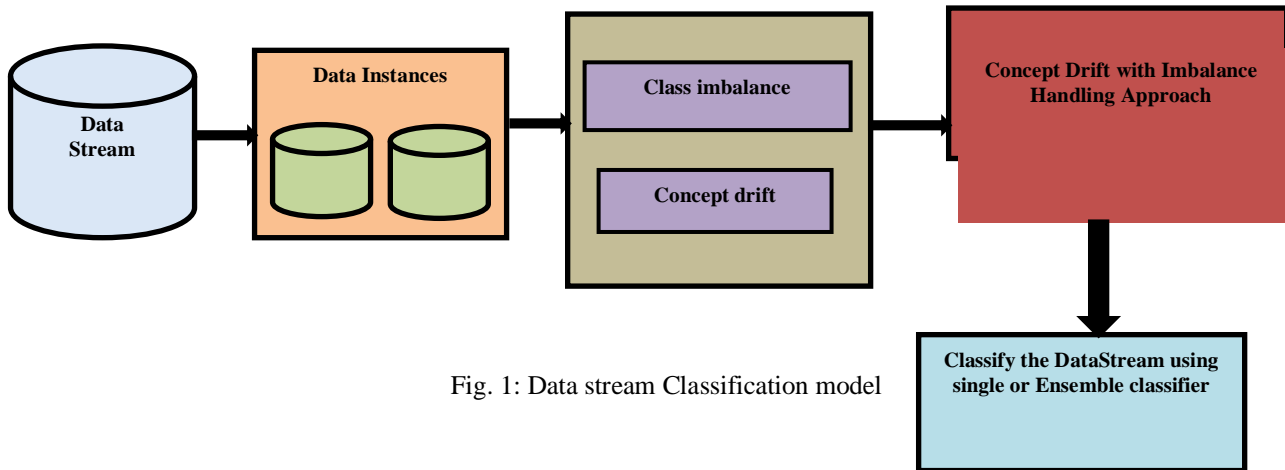 Data
Stream
Data Instances
Class imbalance
Concept drift
Concept Drift with Imbalance
Handling Approach
Classify the DataStream using
single or Ensemble classifier
Fig. 1: Data stream Classification model